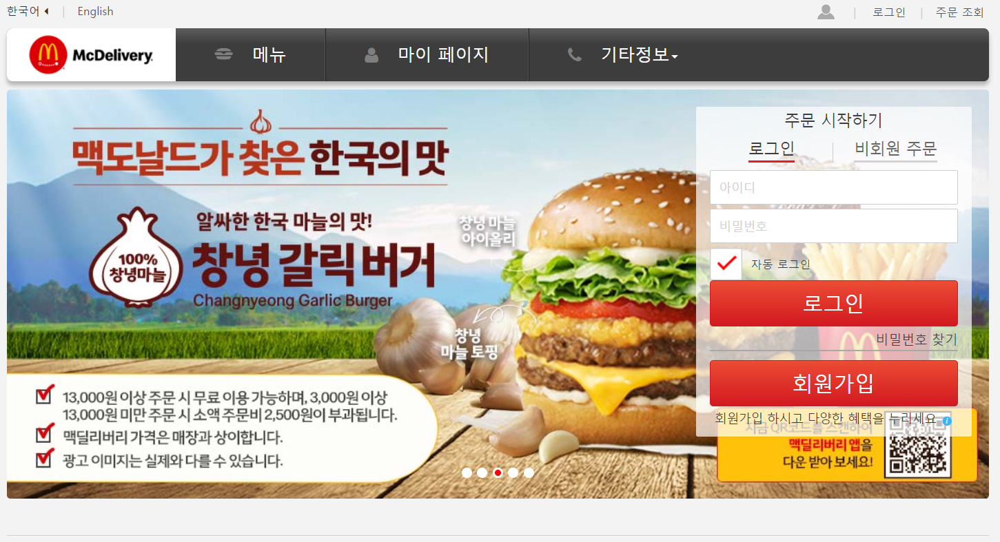 한국어
English
로그인
주문 조회
McDelivery.
메뉴
마이 페이지
기타정보
맥도날드가 찾은 한국의 맛
알싸한 한국 마늘의 맛!
100%
창녕마늘
창녕 갈릭 버거
Changnyeong Garlic Burger
창녕 마늘
아이올리
창녕
마늘 토핑
13,000원 이상 주문 시 무료 이용 가능하며, 3,000원 이상
13,000원 미만 주문 시 소액 주문비 2,500원이 부과됩니다.
맥딜리버리 가격은 매장과 상이합니다.
광고 이미지는 실제와 다를 수 있습니다.
주문 시작하기
로그인
비회원 주문
아이디
비밀번호
자동 로그인
로그인
비밀번호 찾기
회원가입
회원가입 하시고 다양한 혜택을 누리세요
지금 QR코드를 스캔하여
맥딜리버리 앱을
다운 받아 보세요!